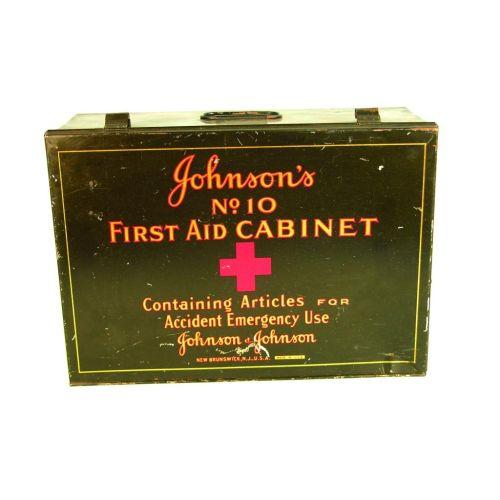 Johnson's
Nº 10
FIRST AID CABINET
Containing Articles FOR
Accident Emergency Use
Johnson & Johnson
NEW BRUNSWICK, N.J., U.S.A.